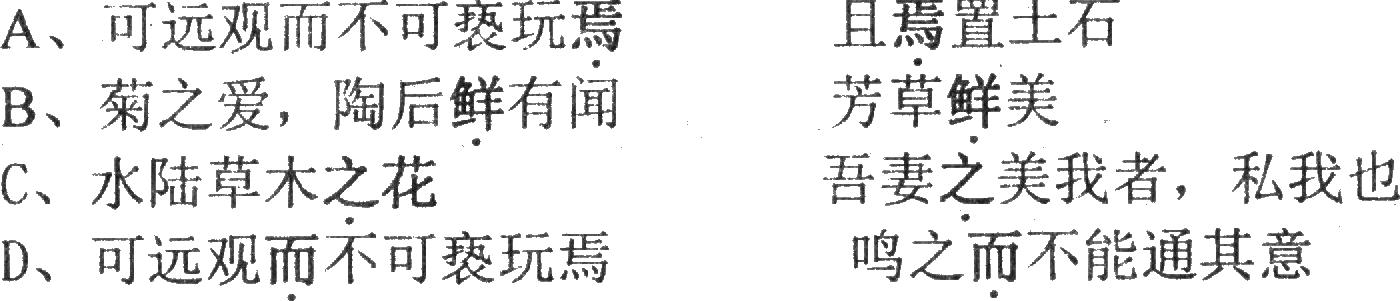 A、可远观而不可亵玩焉 且焉置土石
B、菊之爱，陶后鲜有闻 芳草鲜美
C、水陆草木之花 吾妻之美我者，私我也
D、可远观而不可亵玩焉 鸣之而不能通其意